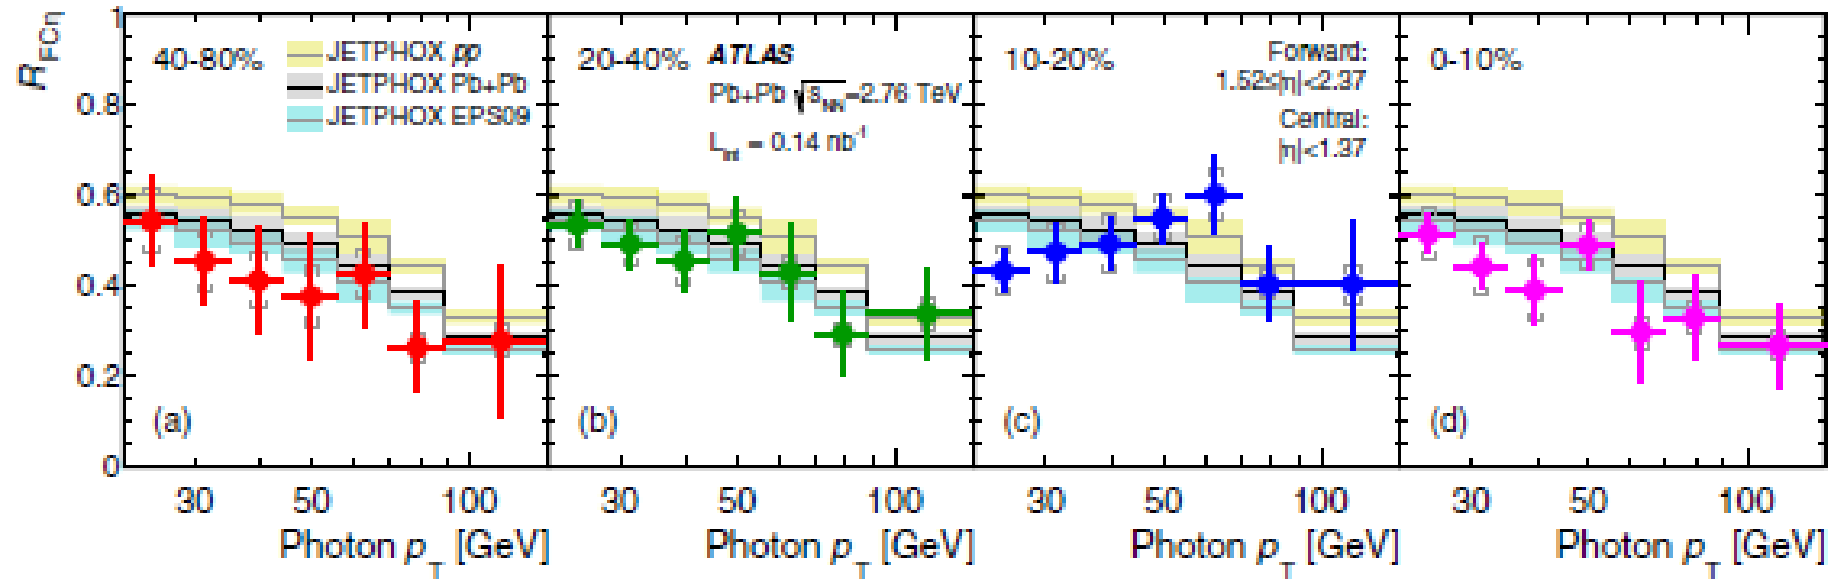 R_FCη
1
0.8
0.6
0.4
0.2
0
40-80%
JETPHOX pp
JETPHOX Pb+Pb
JETPHOX EPS09
(a)
20-40%
ATLAS
Pb+Pb √s_NN=2.76 TeV
L_int = 0.14 nb⁻¹
(b)
10-20%
Forward:
1.52≤|η|<2.37
Central:
|η|<1.37
(c)
0-10%
(d)
30 50 100
30 50 100
30 50 100
30 50 100
Photon p_T [GeV]
Photon p_T [GeV]
Photon p_T [GeV]
Photon p_T [GeV]